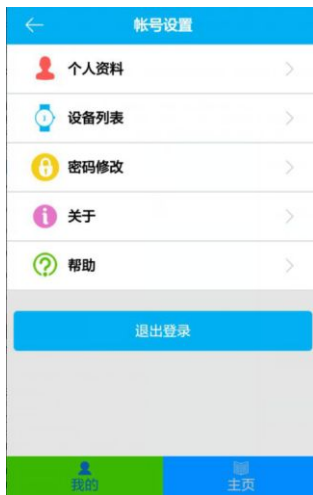 帐号设置
个人资料
设备列表
密码修改
关于
帮助
退出登录
我的
主页